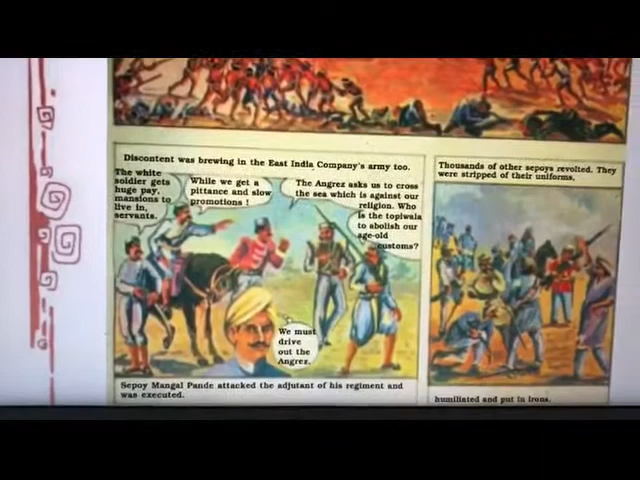 Discontent was brewing in the East India Company's army too.
The white
soldier gets
huge pay,
mansions to
live in,
servants.
While we get a
pittance and slow
promotions !
The Angrez asks us to cross
the sea which is against our
religion. Who
is the topiwala
to abolish our
age-old
customs?
We must
drive
out the
Angrez.
Sepoy Mangal Pande attacked the adjutant of his regiment and
was executed.
Thousands of other sepoys revolted. They
were stripped of their uniforms,
humiliated and put in irons.